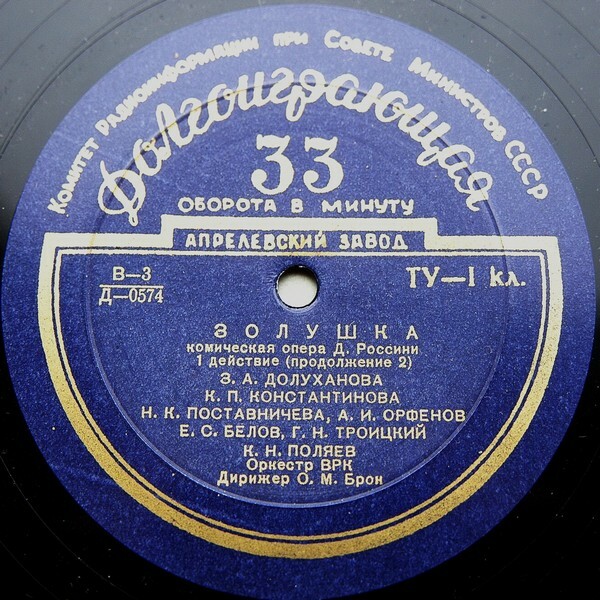 Комитет Радиоинформации при Совете Министров СССР
Долгоиграющая
33
ОБОРОТА В МИНУТУ
АПРЕЛЕВСКИЙ ЗАВОД
В—3
Д—0574
ТУ—I кл.
ЗОЛУШКА
комическая опера Д. Россини
1 действие (продолжение 2)
З. А. ДОЛУХАНОВА
К. П. КОНСТАНТИНОВА
Н. К. ПОСТАВНИЧЕВА, А. И. ОРФЕНОВ
Е. С. БЕЛОВ, Г. Н. ТРОИЦКИЙ
К. Н. ПОЛЯЕВ
Оркестр ВРК
Дирижер О. М. Брон